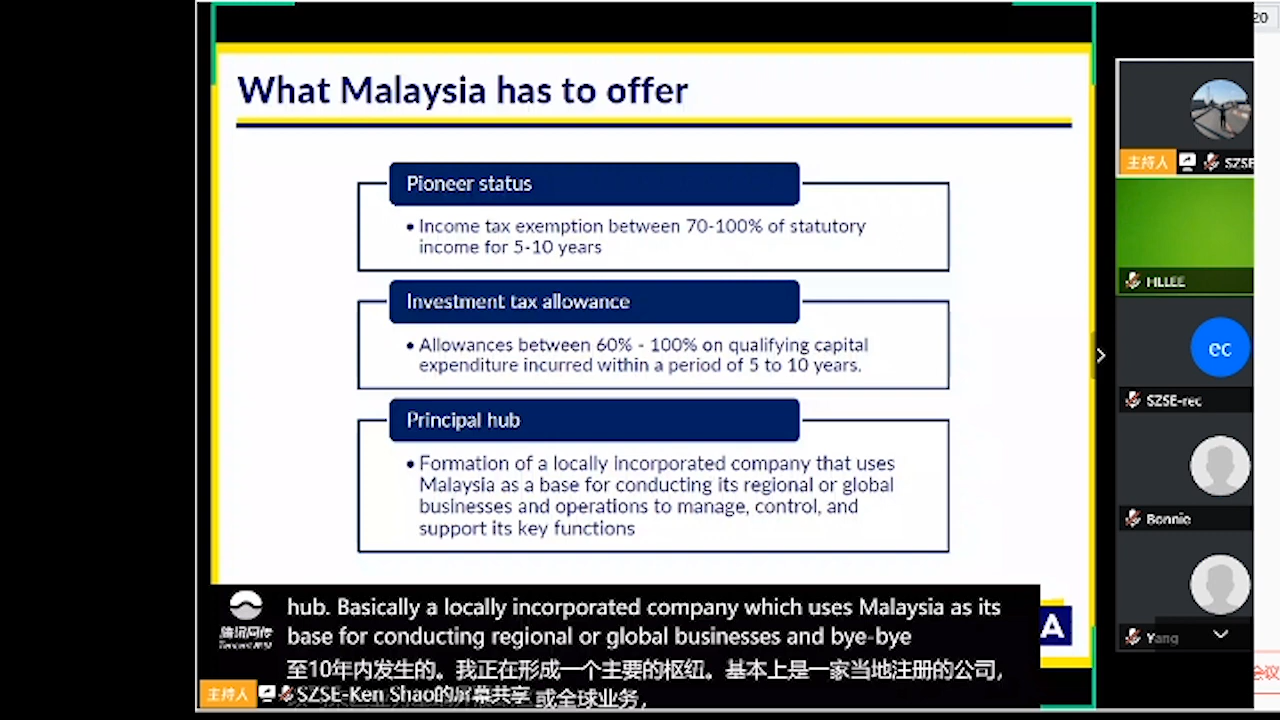 20
What Malaysia has to offer
Pioneer status
• Income tax exemption between 70-100% of statutory
income for 5-10 years
Investment tax allowance
• Allowances between 60% - 100% on qualifying capital
expenditure incurred within a period of 5 to 10 years.
Principal hub
• Formation of a locally incorporated company that uses
Malaysia as a base for conducting its regional or global
businesses and operations to manage, control, and
support its key functions
A
hub. Basically a locally incorporated company which uses Malaysia as its
base for conducting regional or global businesses and bye-bye
至10年内发生的。我正在形成一个主要的枢纽。基本上是一家当地注册的公司,
或全球业务,
主持人 SZSE-Ken Shao的屏幕共享
主持人 SZSE
HLLEE
ec
SZSE-rec
Bonnie
Yang
会议